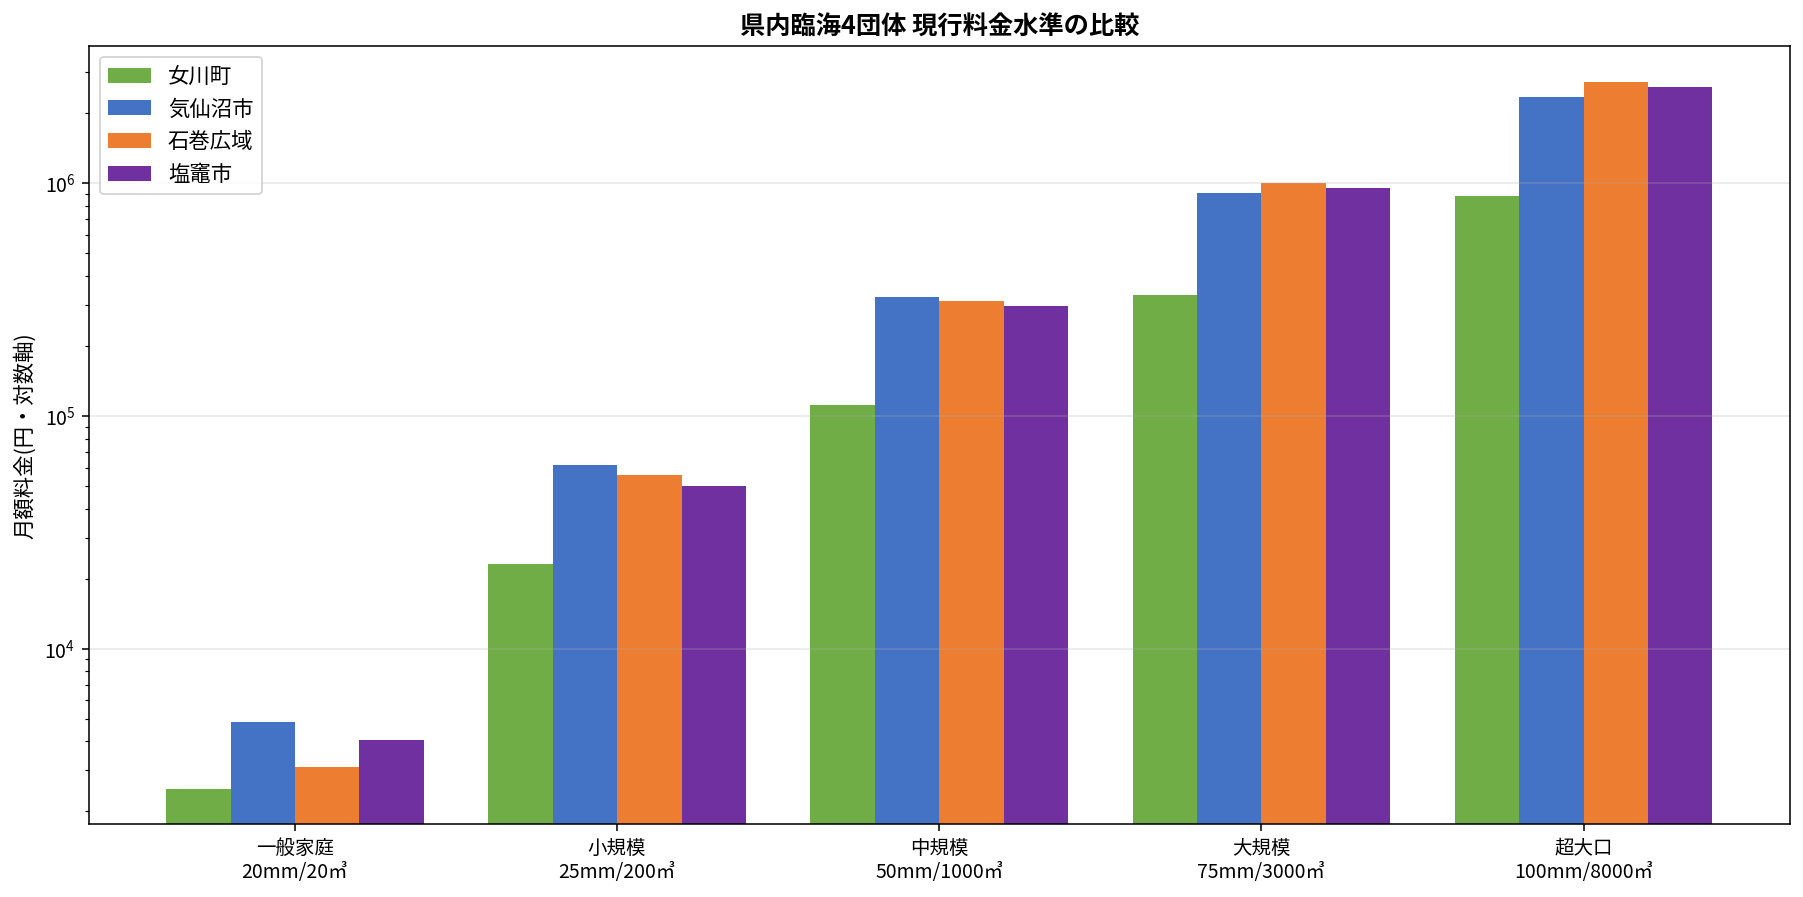 県内臨海4団体 現行料金水準の比較
女川町
気仙沼市
石巻広域
塩竈市
月額料金(円・対数軸)
10⁶
10⁵
10⁴
一般家庭
20mm/20㎥
小規模
25mm/200㎥
中規模
50mm/1000㎥
大規模
75mm/3000㎥
超大口
100mm/8000㎥